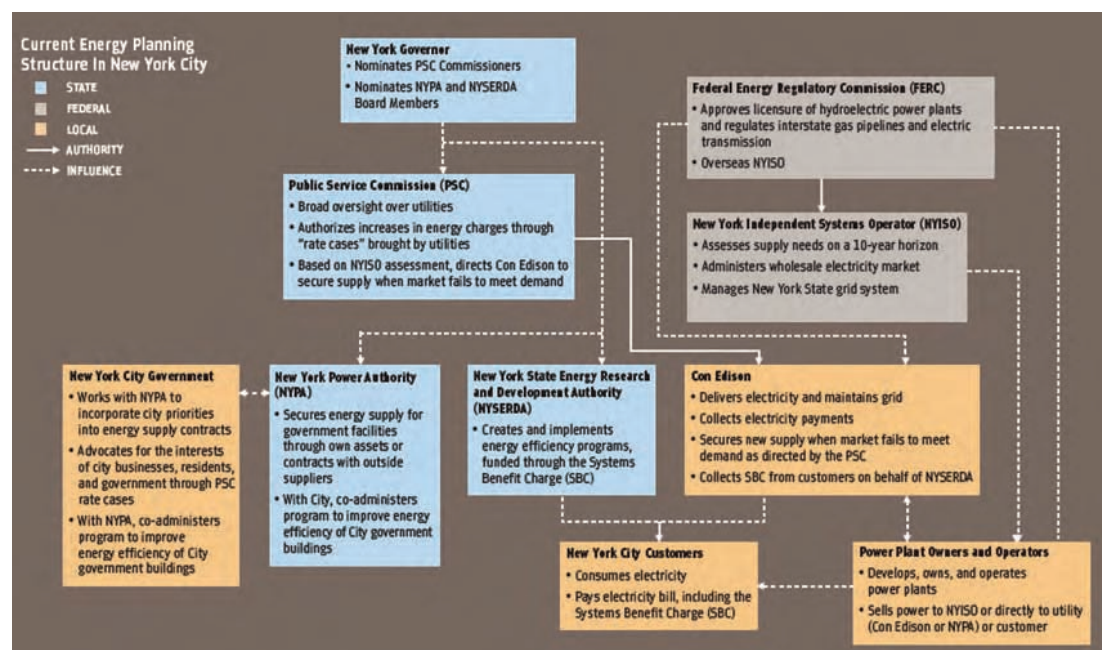 Current Energy Planning
Structure In New York City
STATE
FEDERAL
LOCAL
AUTHORITY
INFLUENCE
New York Governor
• Nominates PSC Commissioners
• Nominates NYPA and NYSERDA
Board Members
Federal Energy Regulatory Commission (FERC)
• Approves licensure of hydroelectric power plants
and regulates interstate gas pipelines and electric
transmission
• Overseas NYISO
Public Service Commission (PSC)
• Broad oversight over utilities
• Authorizes increases in energy charges through
"rate cases" brought by utilities
• Based on NYISO assessment, directs Con Edison to
secure supply when market fails to meet demand
New York Independent Systems Operator (NYISO)
• Assesses supply needs on a 10-year horizon
• Administers wholesale electricity market
• Manages New York State grid system
New York City Government
• Works with NYPA to
incorporate city priorities
into energy supply contracts
• Advocates for the interests
of city businesses, residents,
and government through PSC
rate cases
• With NYPA, co-administers
program to improve
energy efficiency of City
government buildings
New York Power Authority
(NYPA)
• Secures energy supply for
government facilities
through own assets or
contracts with outside
suppliers
• With City, co-administers
program to improve energy
efficiency of City government
buildings
New York State Energy Research
and Development Authority
(NYSERDA)
• Creates and implements
energy efficiency programs,
funded through the Systems
Benefit Charge (SBC)
Con Edison
• Delivers electricity and maintains grid
• Collects electricity payments
• Secures new supply when market fails to meet
demand as directed by the PSC
• Collects SBC from customers on behalf of NYSERDA
New York City Customers
• Consumes electricity
• Pays electricity bill, including the
Systems Benefit Charge (SBC)
Power Plant Owners and Operators
• Develops, owns, and operates
power plants
• Sells power to NYISO or directly to utility
(Con Edison or NYPA) or customer